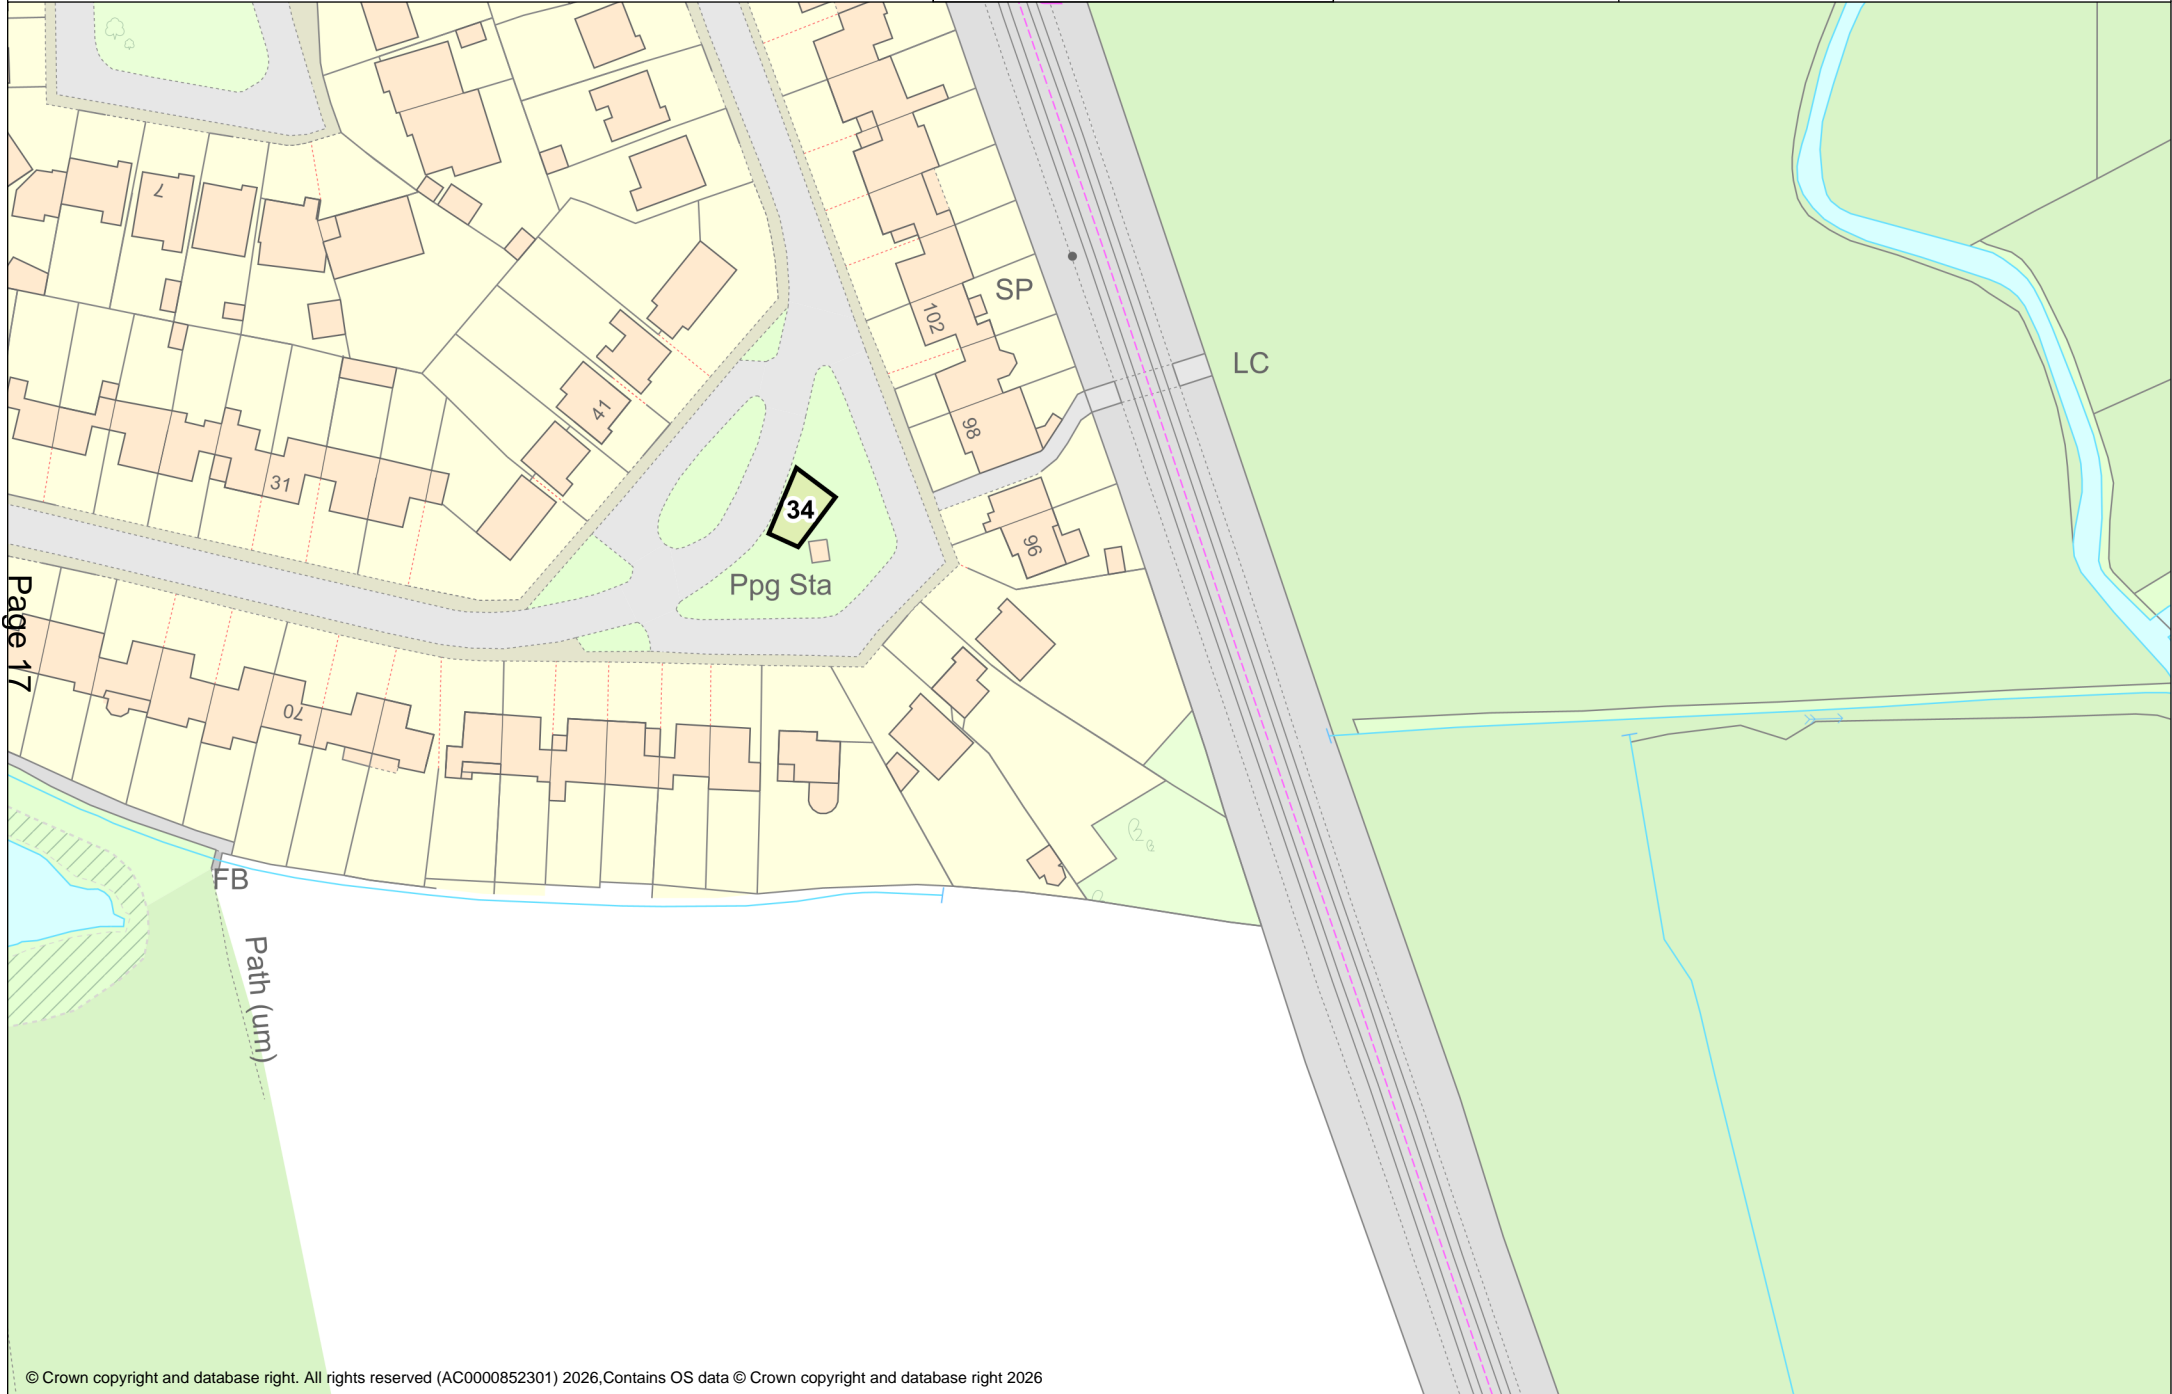 7
SP
102
LC
41
98
31
34
96
Ppg Sta
Page 17
70
FB
Path (um)
© Crown copyright and database right. All rights reserved (AC0000852301) 2026,Contains OS data © Crown copyright and database right 2026